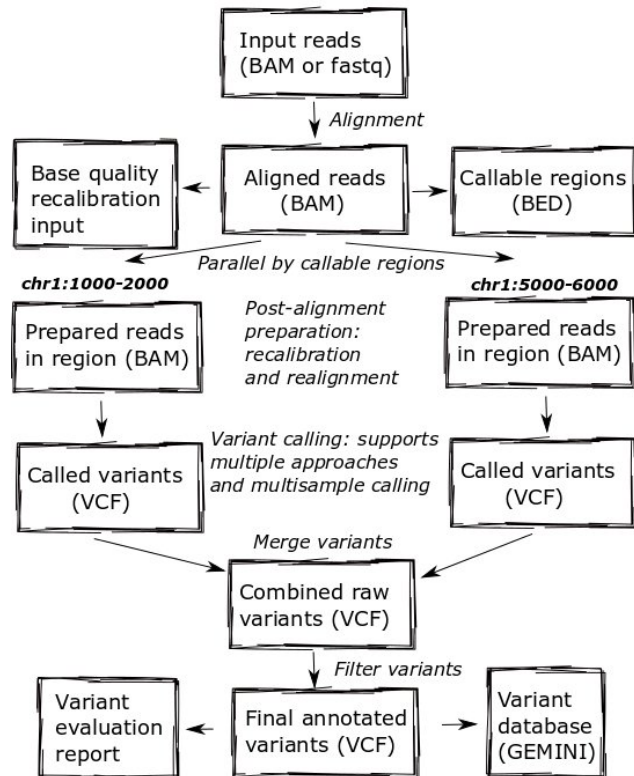 Input reads
(BAM or fastq)
Alignment
Base quality
recalibration
input
Aligned reads
(BAM)
Callable regions
(BED)
Parallel by callable regions
chr1:1000-2000
chr1:5000-6000
Prepared reads
in region (BAM)
Post-alignment
preparation:
recalibration
and realignment
Prepared reads
in region (BAM)
Called variants
(VCF)
Variant calling: supports
multiple approaches
and multisample calling
Called variants
(VCF)
Merge variants
Combined raw
variants (VCF)
Filter variants
Variant
evaluation
report
Final annotated
variants (VCF)
Variant
database
(GEMINI)